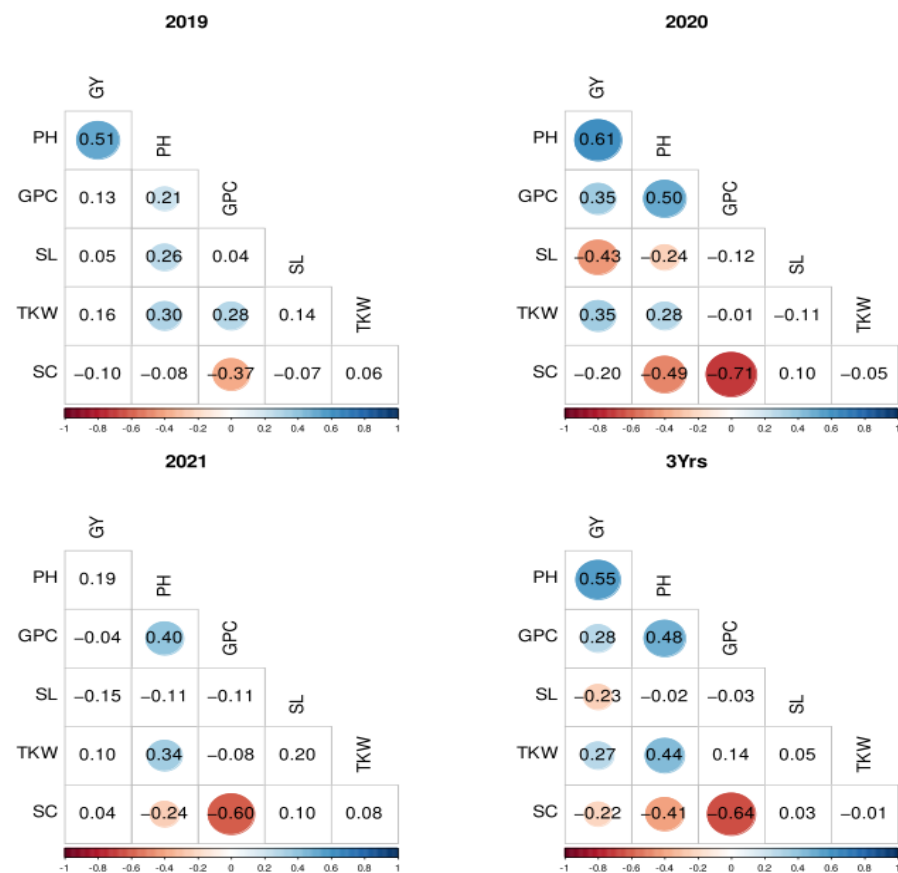 2019
GY
PH 0.51 PH
GPC 0.13 0.21 GPC
SL 0.05 0.26 0.04 SL
TKW 0.16 0.30 0.28 0.14 TKW
SC −0.10 −0.08 −0.37 −0.07 0.06
-1 -0.8 -0.6 -0.4 -0.2 0 0.2 0.4 0.6 0.8 1
2020
GY
PH 0.61 PH
GPC 0.35 0.50 GPC
SL −0.43 −0.24 −0.12 SL
TKW 0.35 0.28 −0.01 −0.11 TKW
SC −0.20 −0.49 −0.71 0.10 −0.05
-1 -0.8 -0.6 -0.4 -0.2 0 0.2 0.4 0.6 0.8 1
2021
GY
PH 0.19 PH
GPC −0.04 0.40 GPC
SL −0.15 −0.11 −0.11 SL
TKW 0.10 0.34 −0.08 0.20 TKW
SC 0.04 −0.24 −0.60 0.10 0.08
-1 -0.8 -0.6 -0.4 -0.2 0 0.2 0.4 0.6 0.8 1
3Yrs
GY
PH 0.55 PH
GPC 0.28 0.48 GPC
SL −0.23 −0.02 −0.03 SL
TKW 0.27 0.44 0.14 0.05 TKW
SC −0.22 −0.41 −0.64 0.03 −0.01
-1 -0.8 -0.6 -0.4 -0.2 0 0.2 0.4 0.6 0.8 1